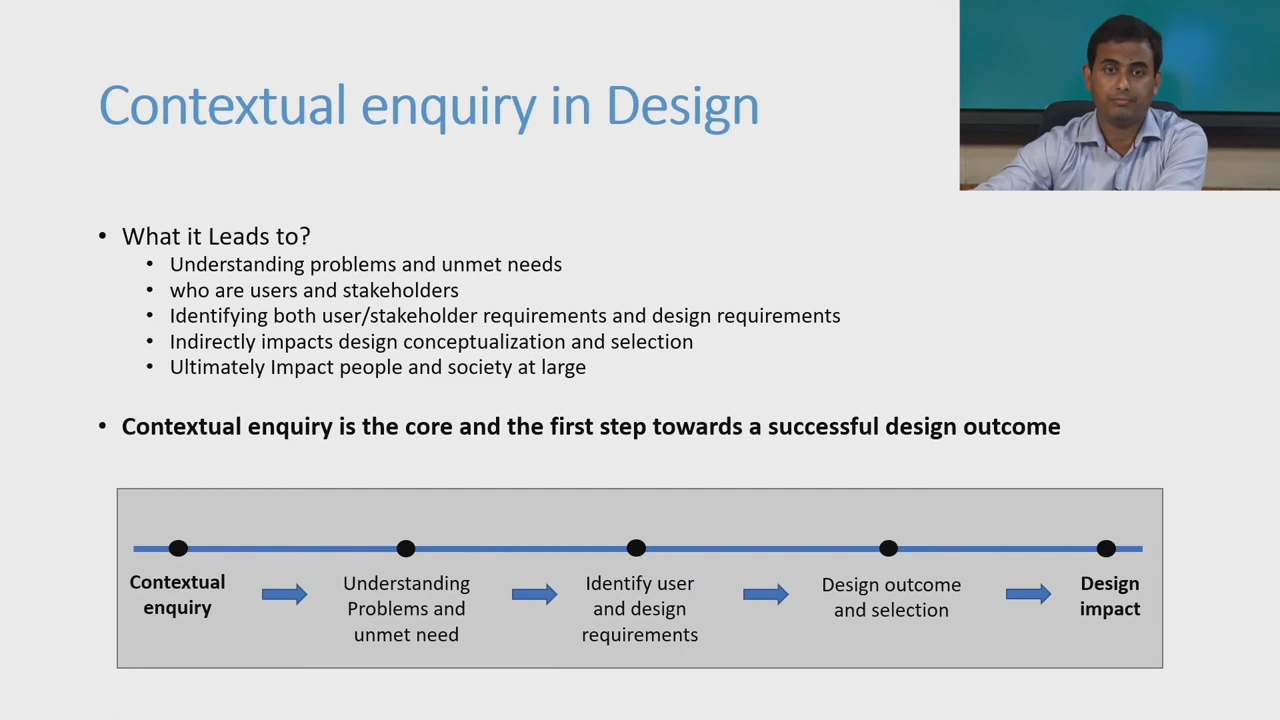 Contextual enquiry in Design
• What it Leads to?
• Understanding problems and unmet needs
• who are users and stakeholders
• Identifying both user/stakeholder requirements and design requirements
• Indirectly impacts design conceptualization and selection
• Ultimately Impact people and society at large
• Contextual enquiry is the core and the first step towards a successful design outcome
Contextual
enquiry
Understanding
Problems and
unmet need
Identify user
and design
requirements
Design outcome
and selection
Design
impact